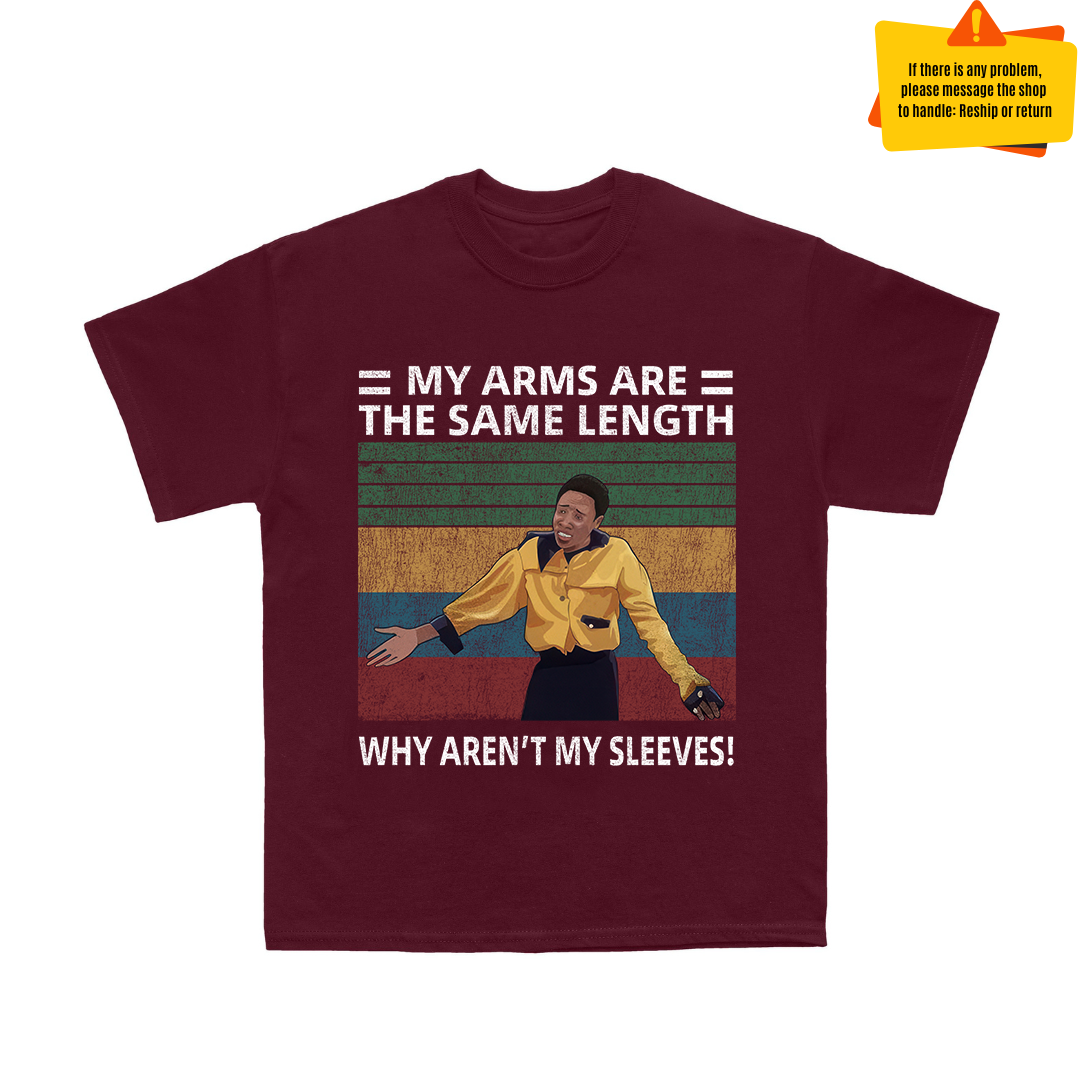 If there is any problem,
please message the shop
to handle: Reship or return
MY ARMS ARE
THE SAME LENGTH
WHY AREN'T MY SLEEVES!